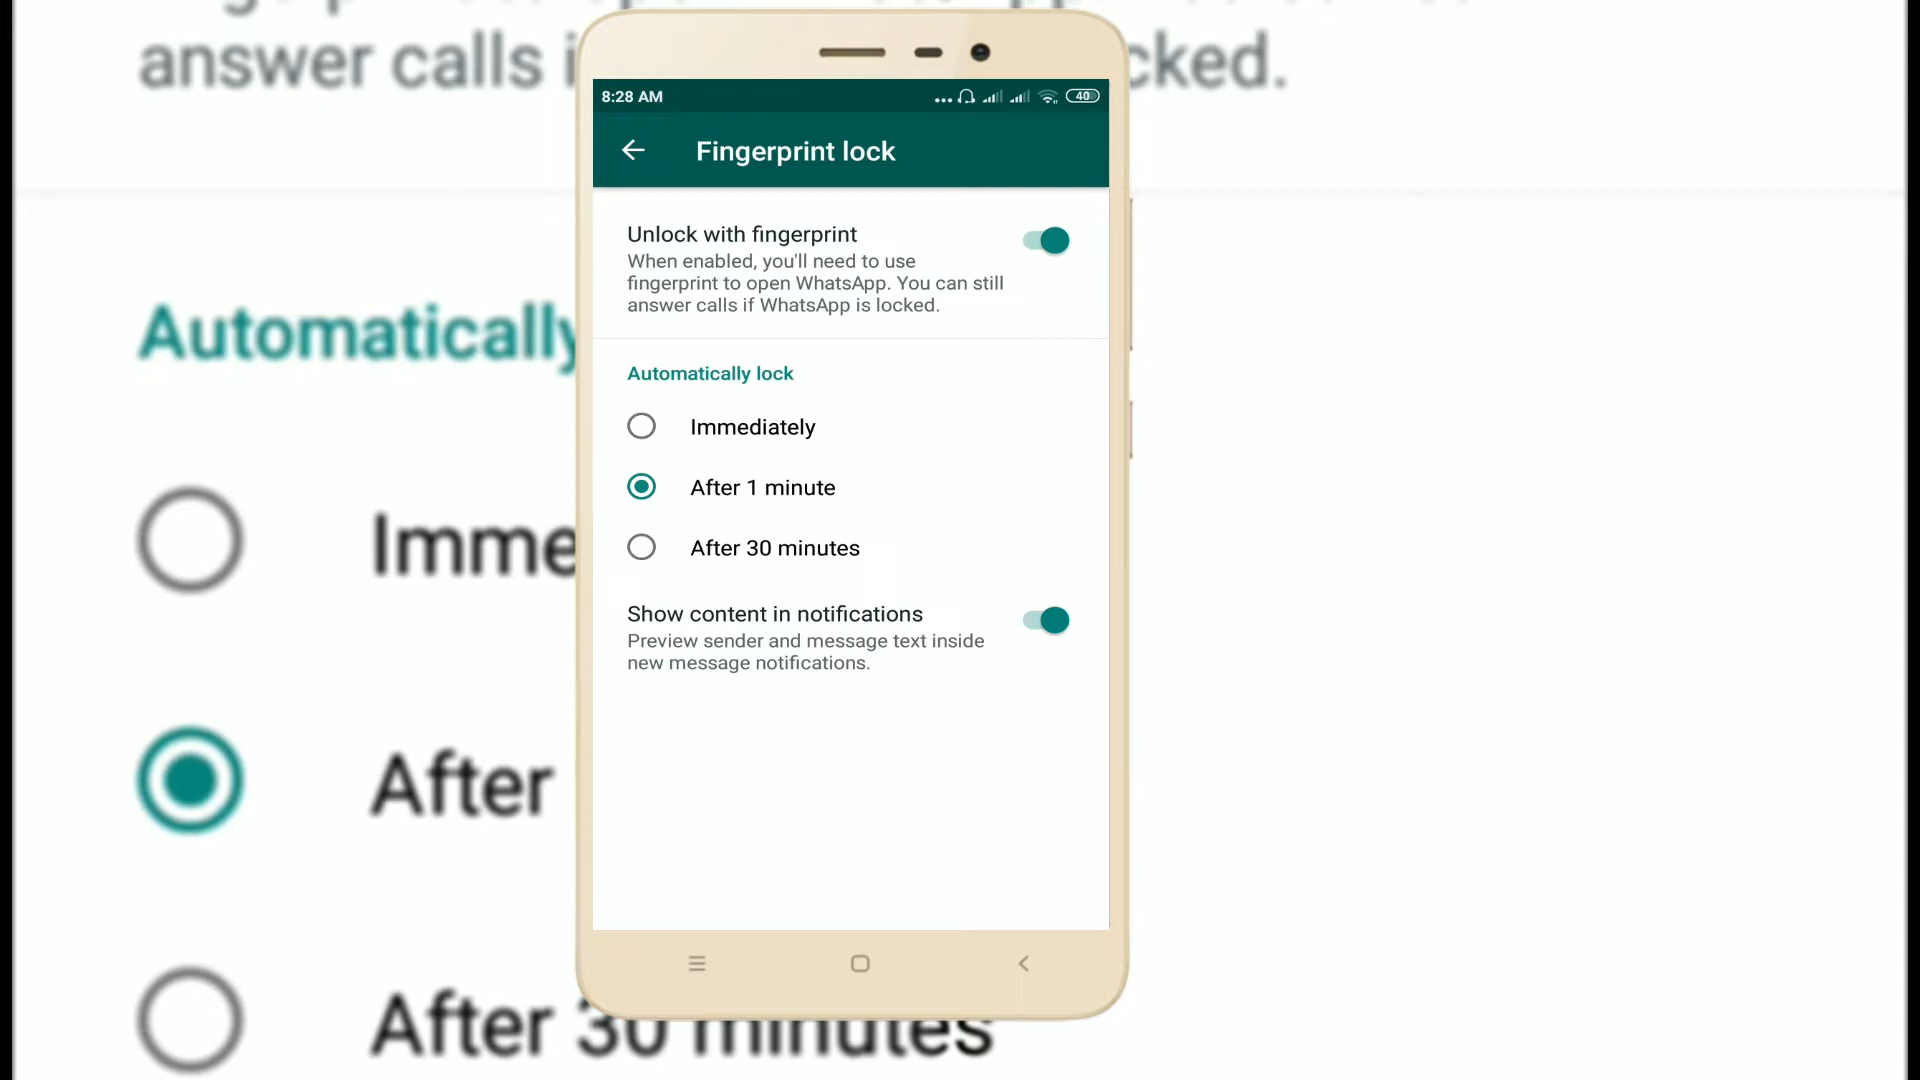 answer calls i cked.
8:28 AM 40
Fingerprint lock
Unlock with fingerprint
When enabled, you'll need to use
fingerprint to open WhatsApp. You can still
answer calls if WhatsApp is locked.
Automatically lock
Immediately
After 1 minute
After 30 minutes
Show content in notifications
Preview sender and message text inside
new message notifications.
Automatically
Imme
After
After 30 minutes